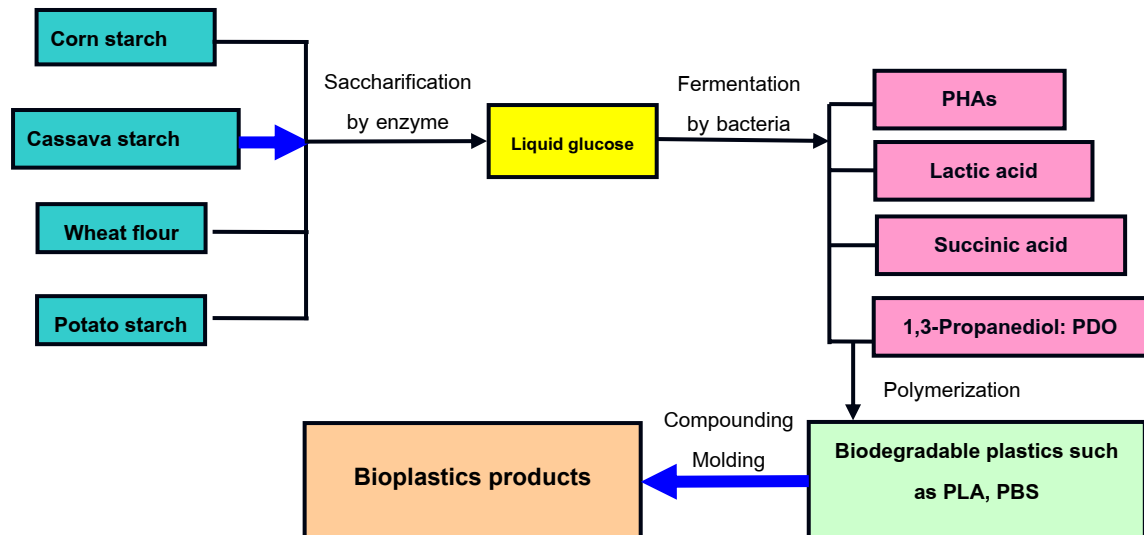 Corn starch
Cassava starch
Wheat flour
Potato starch
Saccharification
by enzyme
Liquid glucose
Fermentation
by bacteria
PHAs
Lactic acid
Succinic acid
1,3-Propanediol: PDO
Polymerization
Biodegradable plastics such
as PLA, PBS
Compounding
Molding
Bioplastics products